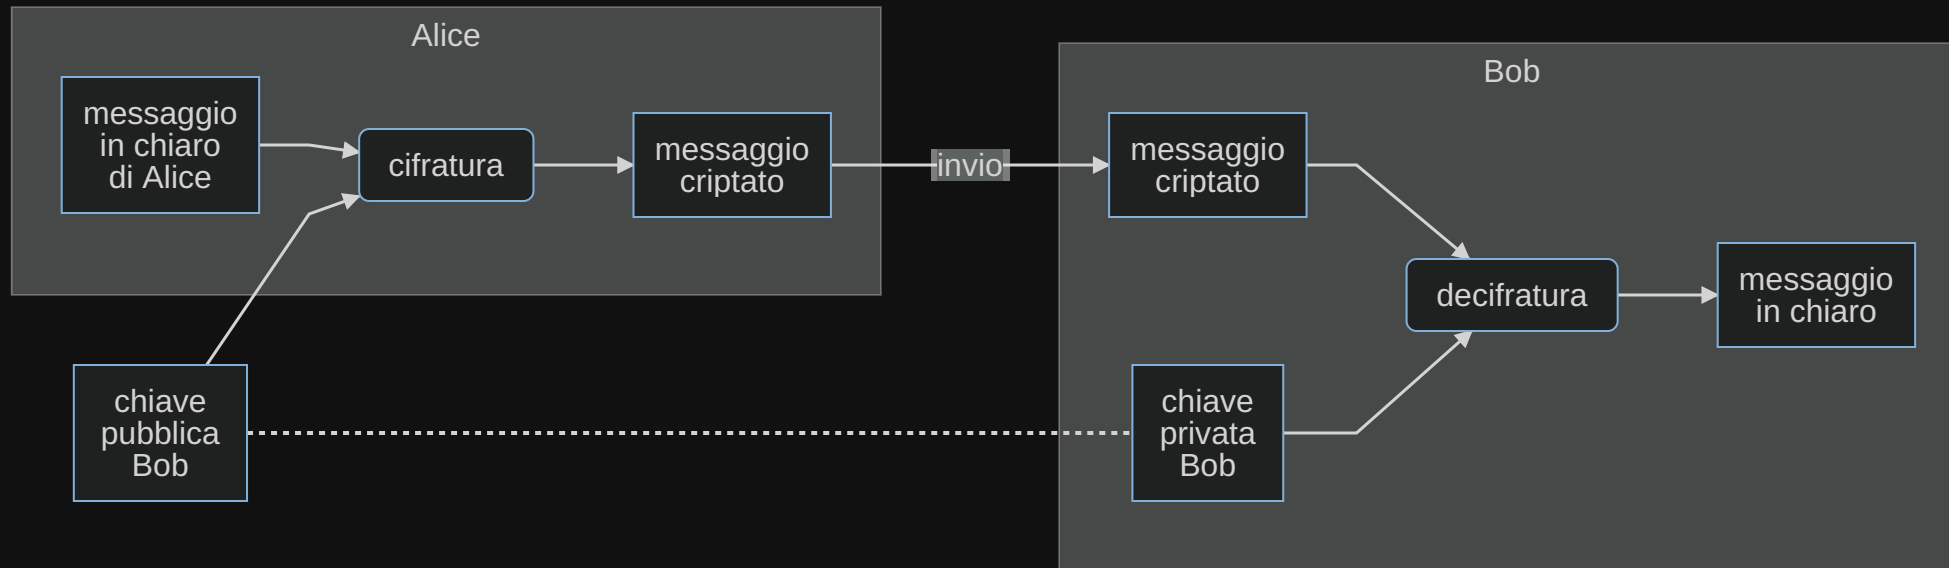 Alice
messaggio
in chiaro
di Alice
cifratura
messaggio
criptato
invio
Bob
messaggio
criptato
decifratura
messaggio
in chiaro
chiave
pubblica
Bob
chiave
privata
Bob